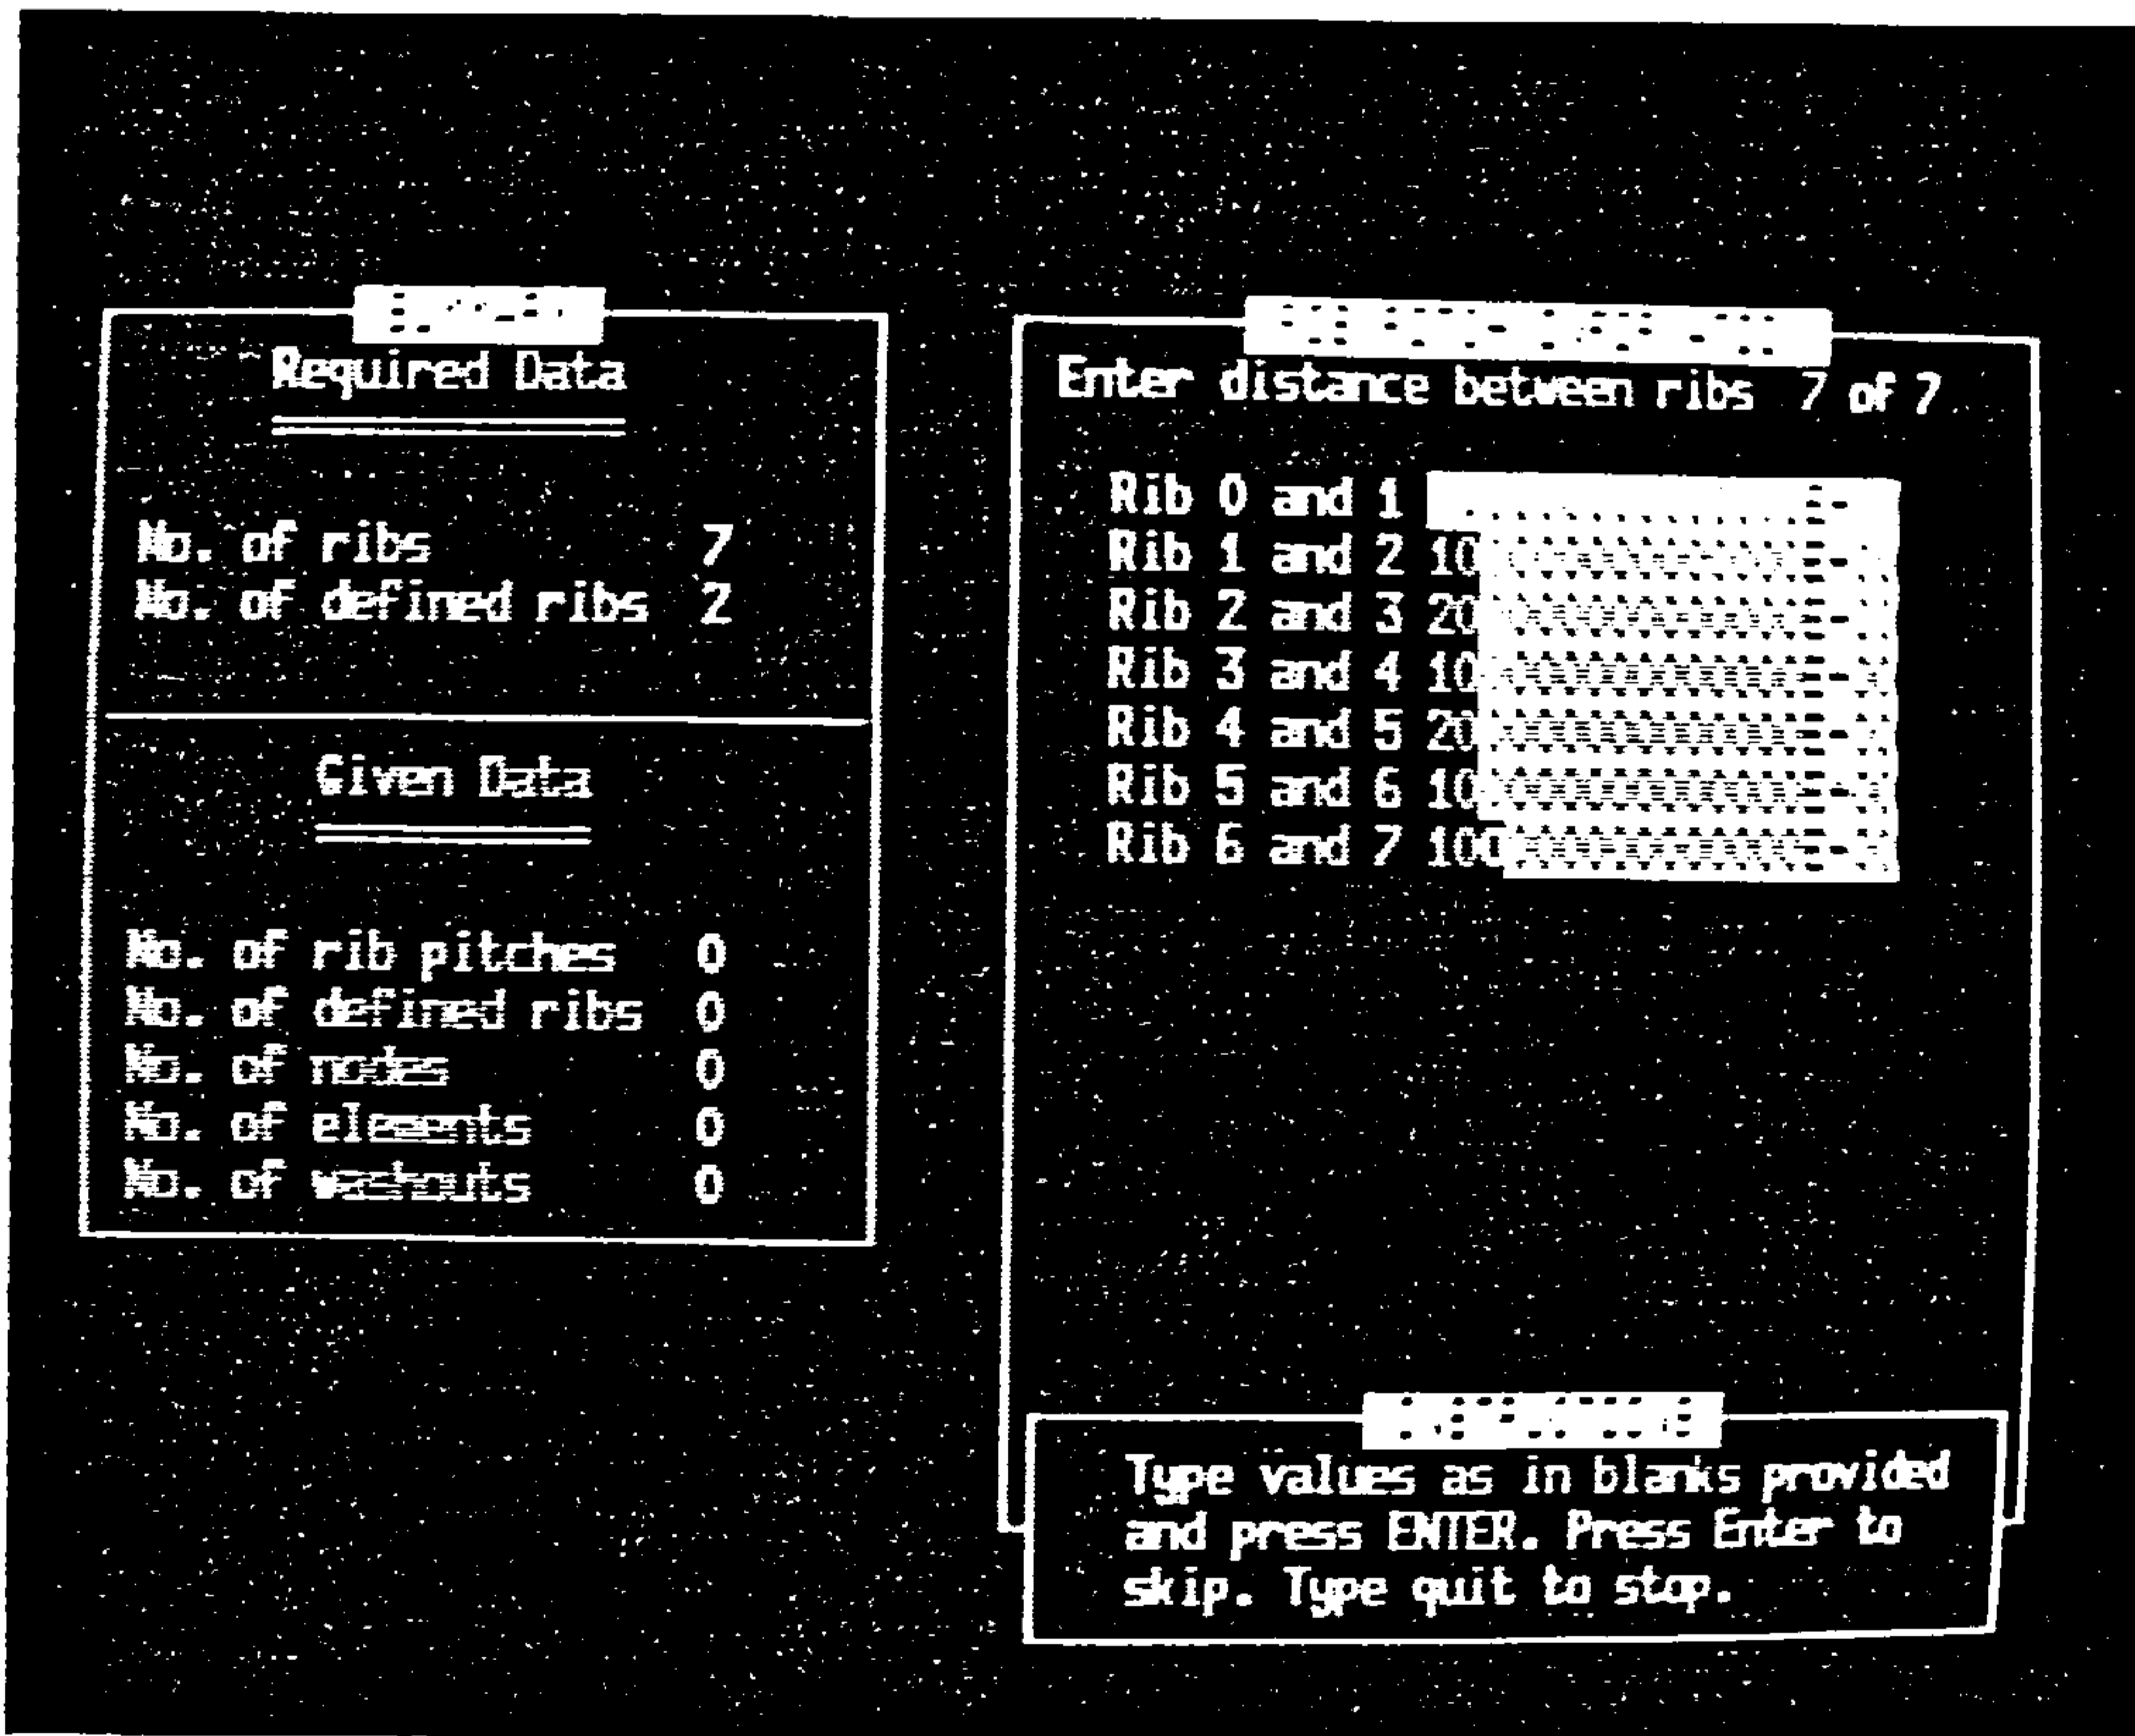 Required Data
No. of ribs 7
No. of defined ribs 2
Given Data
No. of rib pitches 0
No. of defined ribs 0
No. of nodes 0
No. of elements 0
No. of washouts 0
Enter distance between ribs 7 of 7
Rib 0 and 1
Rib 1 and 2 10
Rib 2 and 3 20
Rib 3 and 4 10
Rib 4 and 5 20
Rib 5 and 6 10
Rib 6 and 7 100
Type values as in blanks provided
and press ENTER. Press Enter to
skip. Type quit to stop.